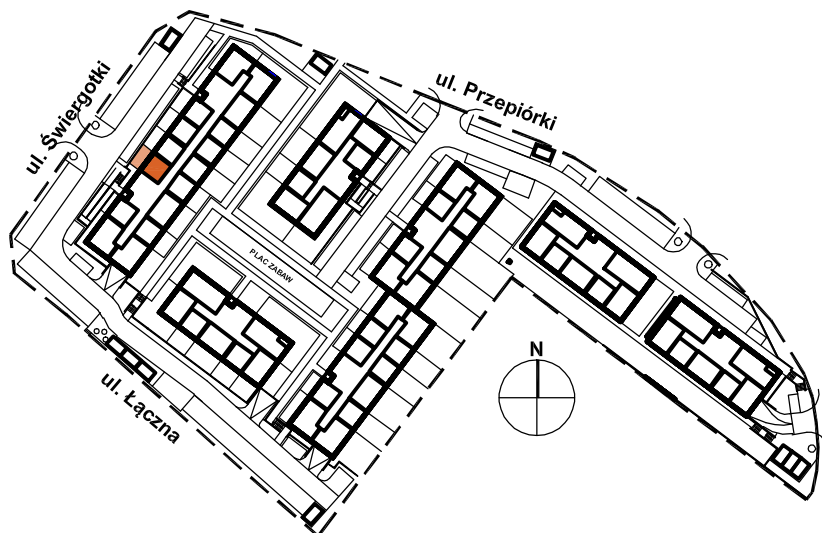 ul. Świergotki
ul. Przepiórki
PLAC ZABAW
N
ul. Łączna